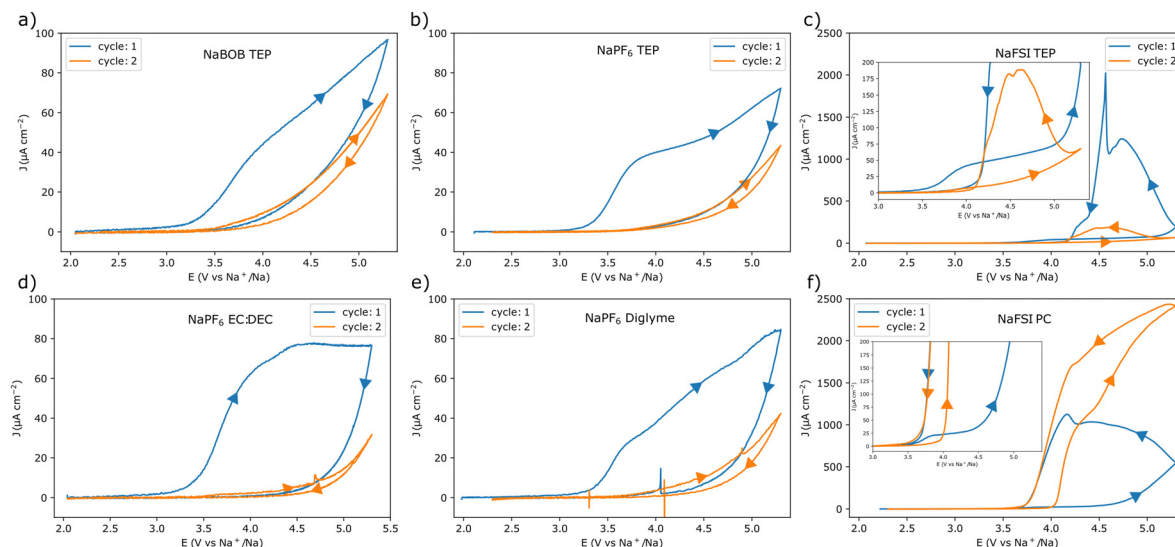 a)
NaBOB TEP
cycle: 1
cycle: 2
100
80
60
40
20
0
J (μA cm⁻²)
2.0 2.5 3.0 3.5 4.0 4.5 5.0
E (V vs Na⁺/Na)
b)
NaPF₆ TEP
cycle: 1
cycle: 2
100
80
60
40
20
0
J (μA cm⁻²)
2.0 2.5 3.0 3.5 4.0 4.5 5.0
E (V vs Na⁺/Na)
c)
NaFSI TEP
cycle: 1
cycle: 2
2500
2000
1500
1000
500
0
J (μA cm⁻²)
200
175
150
125
100
75
50
25
0
J (μA cm⁻²)
3.0 3.5 4.0 4.5 5.0
E (V vs Na⁺/Na)
2.0 2.5 3.0 3.5 4.0 4.5 5.0
E (V vs Na⁺/Na)
d)
NaPF₆ EC:DEC
cycle: 1
cycle: 2
100
80
60
40
20
0
J (μA cm⁻²)
2.0 2.5 3.0 3.5 4.0 4.5 5.0 5.5
E (V vs Na⁺/Na)
e)
NaPF₆ Diglyme
cycle: 1
cycle: 2
100
80
60
40
20
0
J (μA cm⁻²)
2.0 2.5 3.0 3.5 4.0 4.5 5.0
E (V vs Na⁺/Na)
f)
NaFSI PC
cycle: 1
cycle: 2
2500
2000
1500
1000
500
0
J (μA cm⁻²)
200
175
150
125
100
75
50
25
0
J (μA cm⁻²)
3.0 3.5 4.0 4.5 5.0
E (V vs Na⁺/Na)
2.0 2.5 3.0 3.5 4.0 4.5 5.0
E (V vs Na⁺/Na)